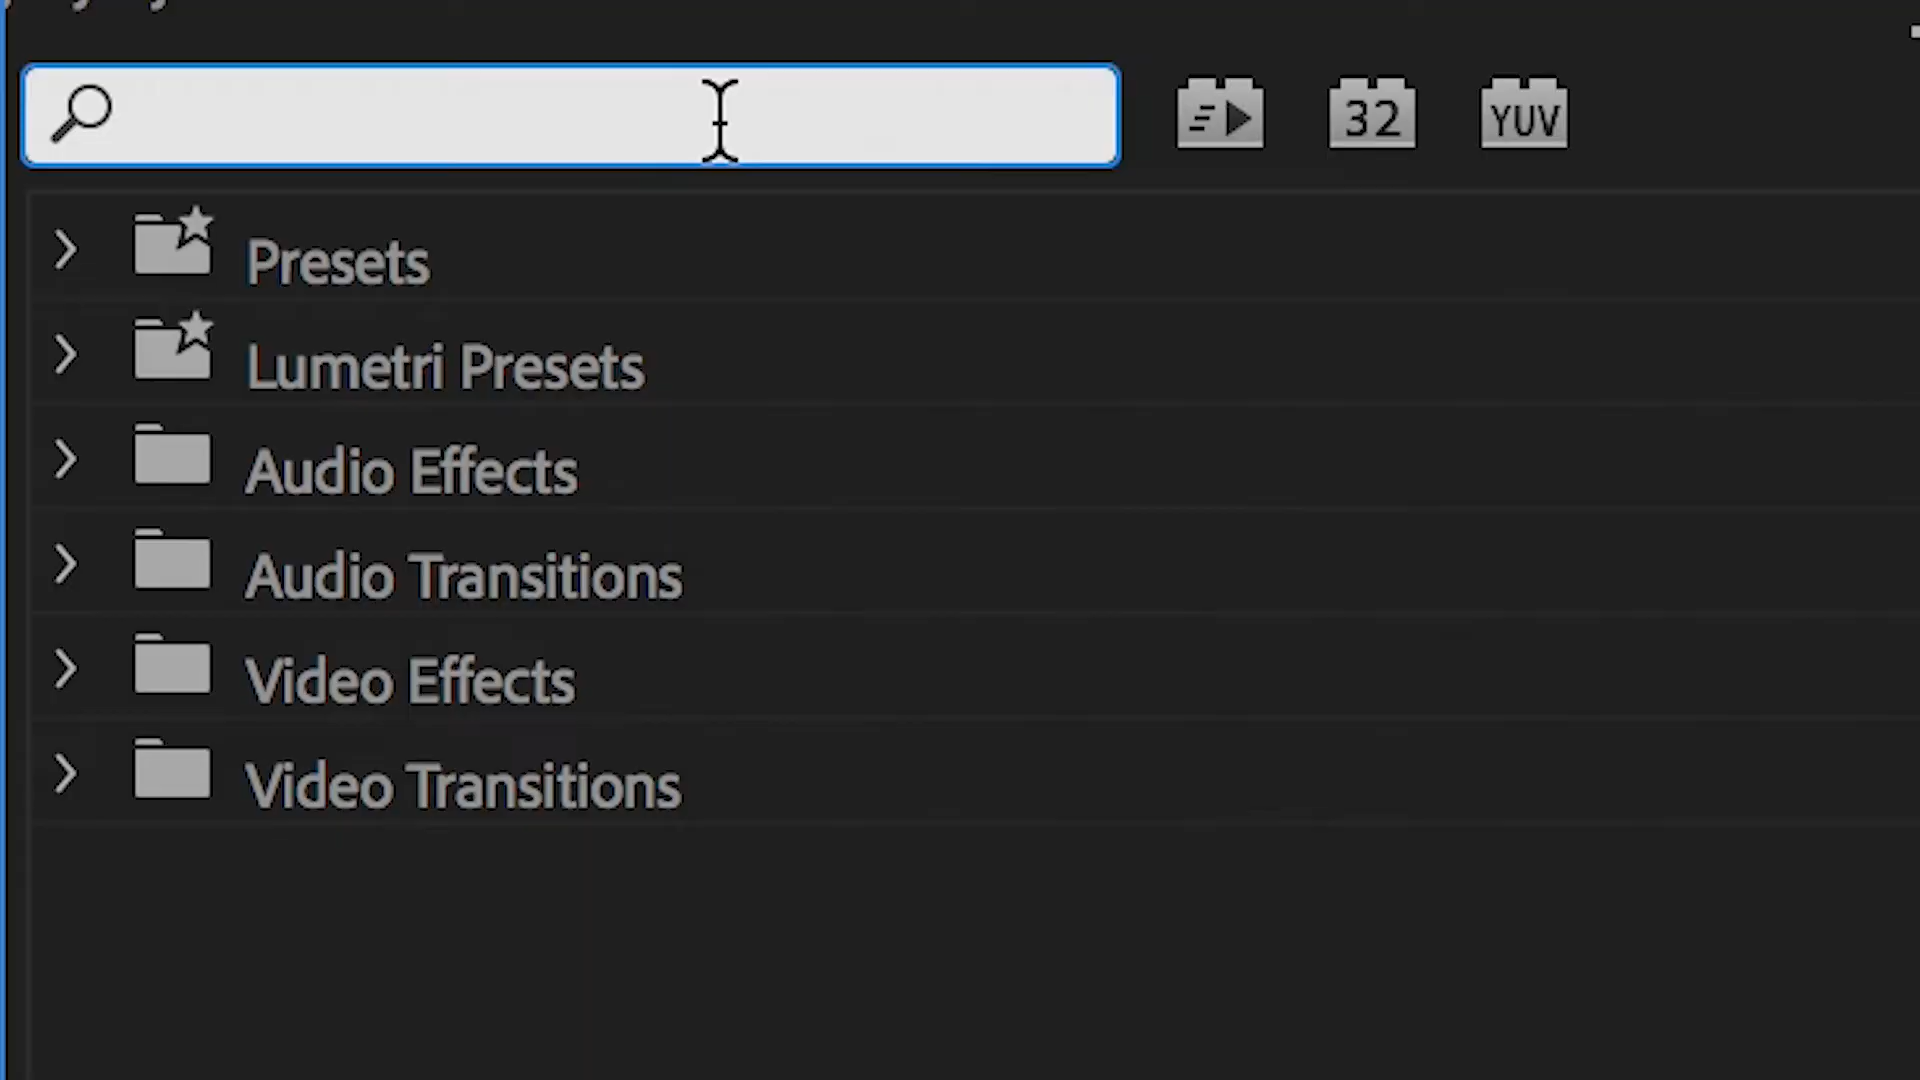 32 YUV
Presets
Lumetri Presets
Audio Effects
Audio Transitions
Video Effects
Video Transitions